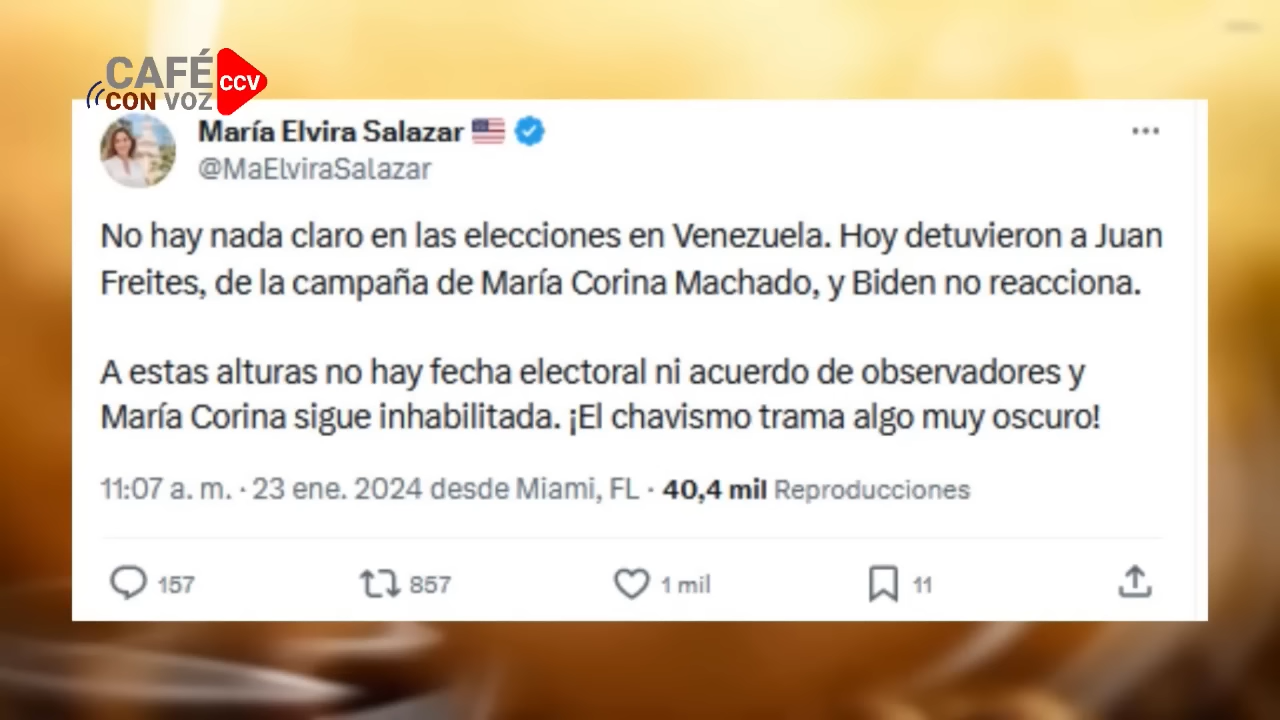 CAFÉ
CON VOZ
CCV
María Elvira Salazar
@MaElviraSalazar
No hay nada claro en las elecciones en Venezuela. Hoy detuvieron a Juan
Freites, de la campaña de María Corina Machado, y Biden no reacciona.
A estas alturas no hay fecha electoral ni acuerdo de observadores y
María Corina sigue inhabilitada. ¡El chavismo trama algo muy oscuro!
11:07 a. m. · 23 ene. 2024 desde Miami, FL · 40,4 mil Reproducciones
157 857 1 mil 11